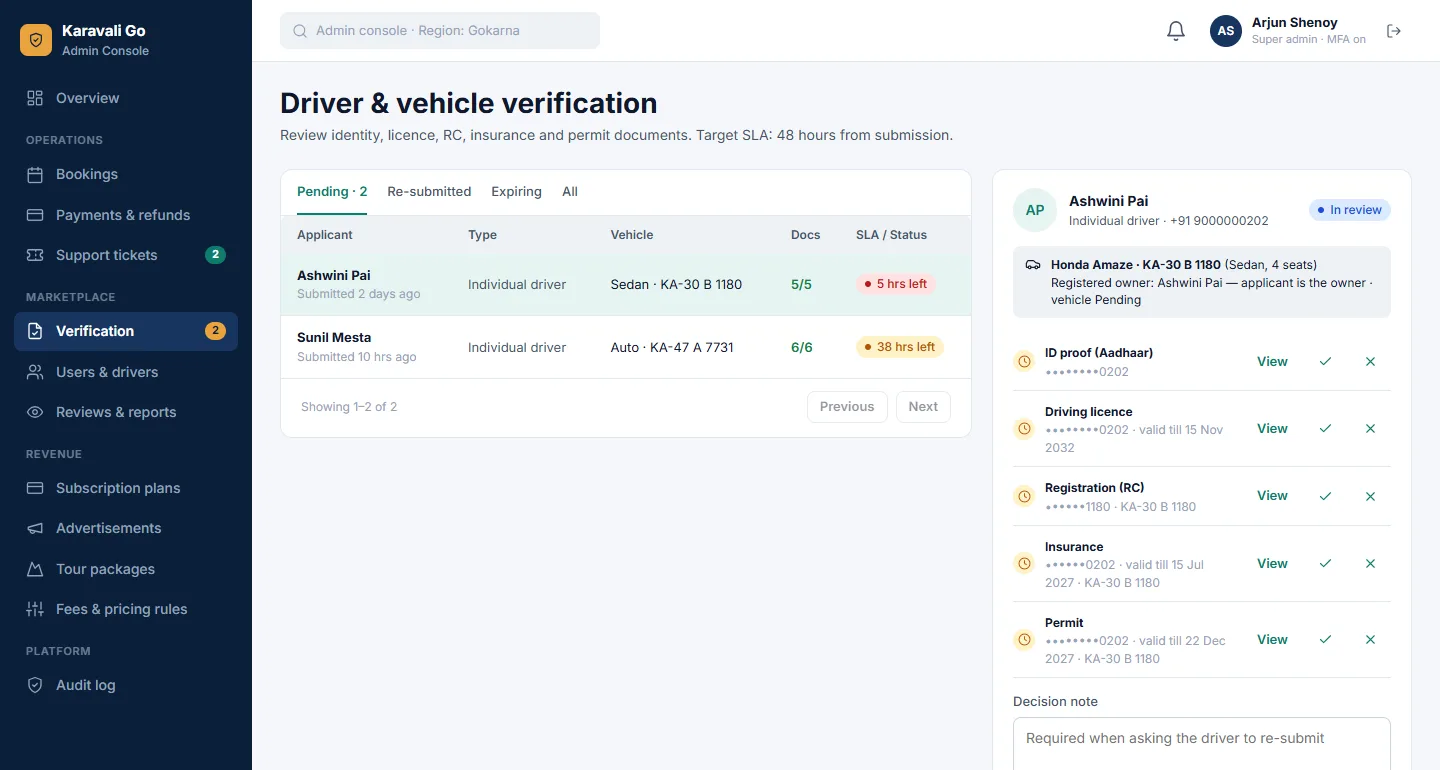 Karavali Go
Admin Console
Overview
OPERATIONS
Bookings
Payments & refunds
Support tickets 2
MARKETPLACE
Verification 2
Users & drivers
Reviews & reports
REVENUE
Subscription plans
Advertisements
Tour packages
Fees & pricing rules
PLATFORM
Audit log
Admin console · Region: Gokarna
AS
Arjun Shenoy
Super admin · MFA on
Driver & vehicle verification
Review identity, licence, RC, insurance and permit documents. Target SLA: 48 hours from submission.
Pending · 2 Re-submitted Expiring All
Applicant Type Vehicle Docs SLA / Status
Ashwini Pai
Submitted 2 days ago
Individual driver Sedan · KA-30 B 1180 5/5 5 hrs left
Sunil Mesta
Submitted 10 hrs ago
Individual driver Auto · KA-47 A 7731 6/6 38 hrs left
Showing 1–2 of 2 Previous Next
AP
Ashwini Pai
Individual driver · +91 9000000202
In review
Honda Amaze · KA-30 B 1180 (Sedan, 4 seats)
Registered owner: Ashwini Pai — applicant is the owner ·
vehicle Pending
ID proof (Aadhaar)
••••••••0202
View
Driving licence
••••••••0202 · valid till 15 Nov
2032
View
Registration (RC)
••••••1180 · KA-30 B 1180
View
Insurance
••••••0202 · valid till 15 Jul
2027 · KA-30 B 1180
View
Permit
••••••••0202 · valid till 22 Dec
2027 · KA-30 B 1180
View
Decision note
Required when asking the driver to re-submit